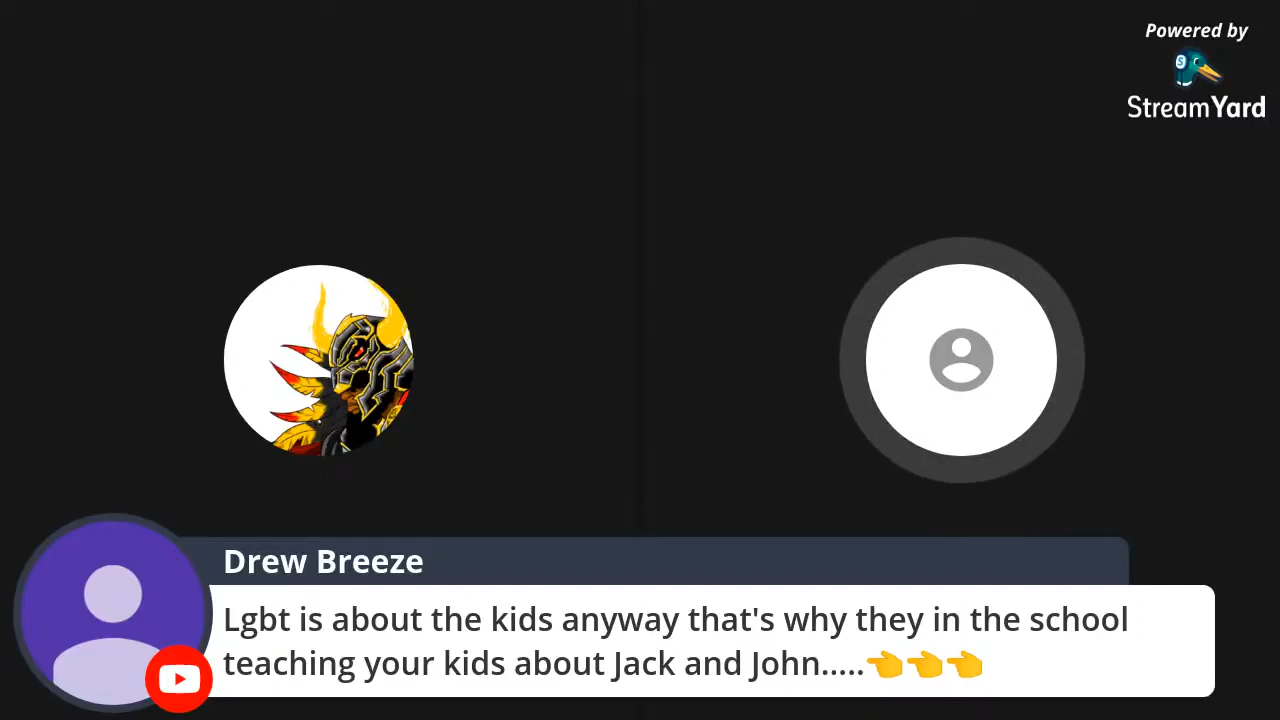 Powered by
S
StreamYard
Drew Breeze
Lgbt is about the kids anyway that's why they in the school
teaching your kids about Jack and John.....👈👈👈